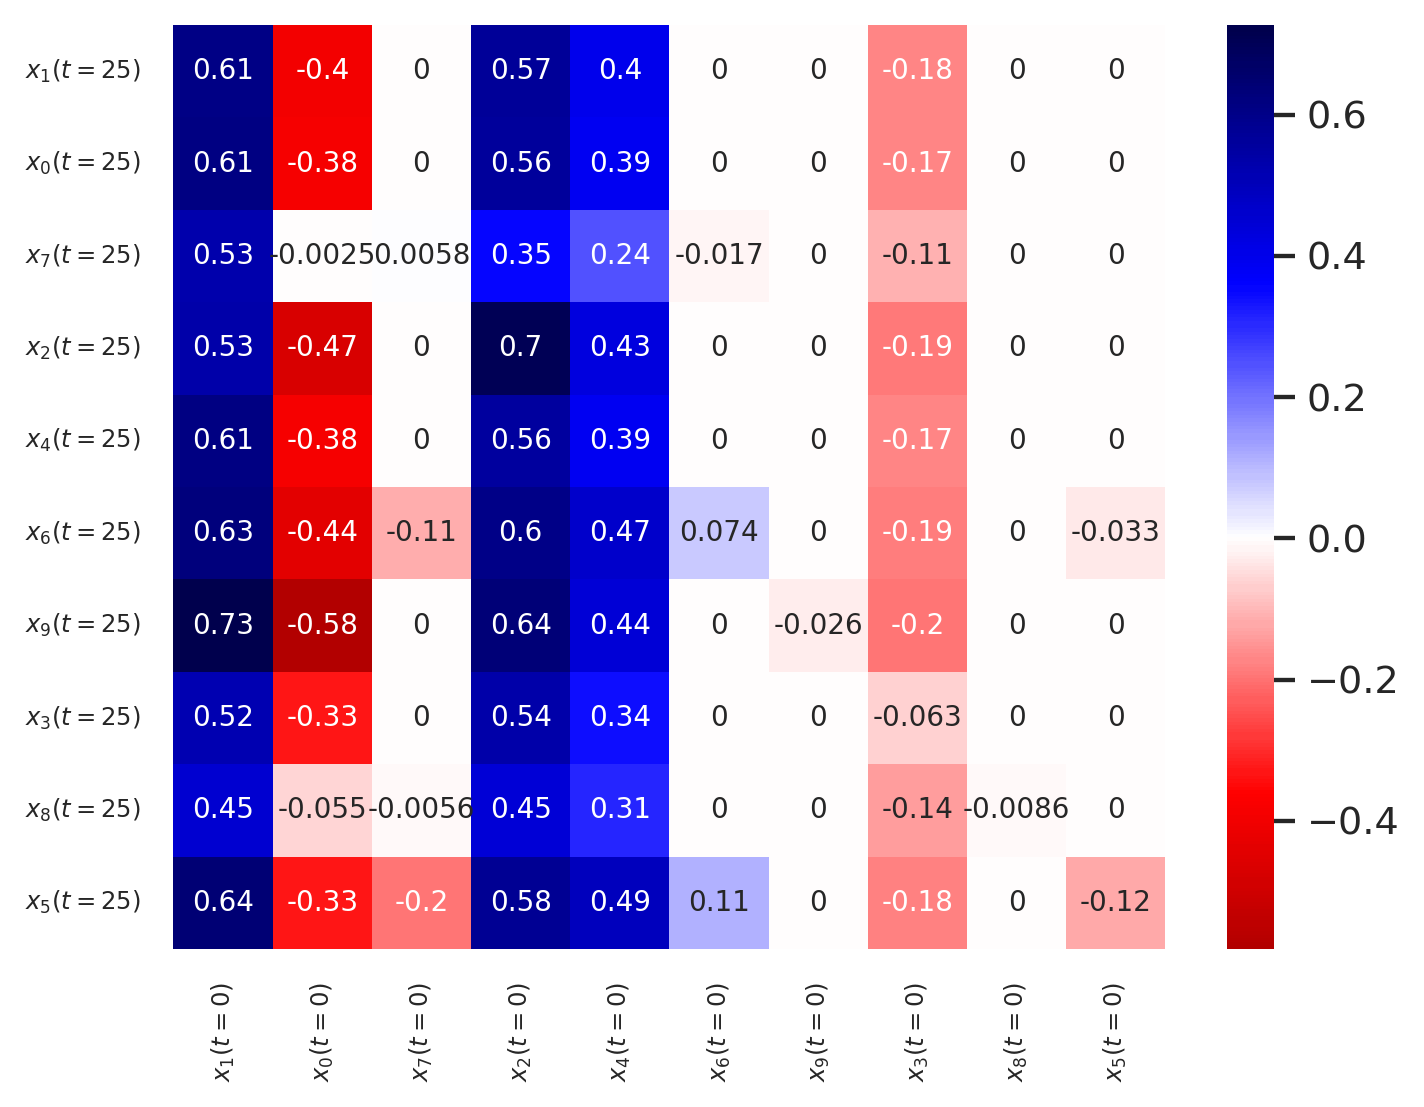 x₁(t = 25) 0.61 -0.4 0 0.57 0.4 0 0 -0.18 0 0
x₀(t = 25) 0.61 -0.38 0 0.56 0.39 0 0 -0.17 0 0
x₇(t = 25) 0.53 -0.0025 0.0058 0.35 0.24 -0.017 0 -0.11 0 0
x₂(t = 25) 0.53 -0.47 0 0.7 0.43 0 0 -0.19 0 0
x₄(t = 25) 0.61 -0.38 0 0.56 0.39 0 0 -0.17 0 0
x₆(t = 25) 0.63 -0.44 -0.11 0.6 0.47 0.074 0 -0.19 0 -0.033
x₉(t = 25) 0.73 -0.58 0 0.64 0.44 0 -0.026 -0.2 0 0
x₃(t = 25) 0.52 -0.33 0 0.54 0.34 0 0 -0.063 0 0
x₈(t = 25) 0.45 -0.055 -0.0056 0.45 0.31 0 0 -0.14 -0.0086 0
x₅(t = 25) 0.64 -0.33 -0.2 0.58 0.49 0.11 0 -0.18 0 -0.12
x₁(t = 0) x₀(t = 0) x₇(t = 0) x₂(t = 0) x₄(t = 0) x₆(t = 0) x₉(t = 0) x₃(t = 0) x₈(t = 0) x₅(t = 0)
0.6
0.4
0.2
0.0
−0.2
−0.4